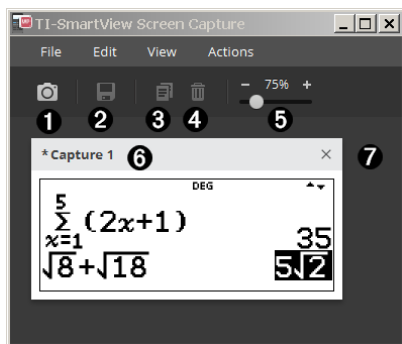 TI-SmartView Screen Capture
File Edit View Actions
− 75% +
1 2 3 4 5
*Capture 1 6 × 7
DEG
5
Σ (2x+1)
x=1
35
√8+√18 5√2